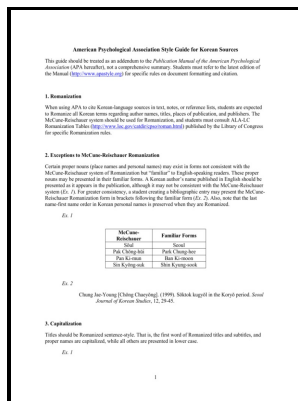 American Psychological Association Style Guide for Korean Sources
This guide should be treated as an addendum to the Publication Manual of the American Psychological
Association (APA hereafter), not a comprehensive summary. Students must refer to the latest edition of
the Manual (http://www.apastyle.org) for specific rules on document formatting and citation.
1. Romanization
When using APA to cite Korean-language sources in text, notes, or reference lists, students are expected
to Romanize all Korean terms regarding author names, titles, places of publication, and publishers. The
McCune-Reischauer system should be used for Romanization, and students must consult ALA-LC
Romanization Tables (http://www.loc.gov/catdir/cpso/roman.html) published by the Library of Congress
for specific Romanization rules.
2. Exceptions to McCune-Reischauer Romanization
Certain proper nouns (place names and personal names) may exist in forms not consistent with the
McCune-Reischauer system of Romanization but "familiar" to English-speaking readers. These proper
nouns may be presented in their familiar forms. A Korean author's name published in English should be
presented as it appears in the publication, although it may not be consistent with the McCune-Reischauer
system (Ex. 1). For greater consistency, a student creating a bibliographic entry may present the McCune-
Reischauer Romanization form in brackets following the familiar form (Ex. 2). Also, note that the last
name-first name order in Korean personal names is preserved when they are Romanized.
Ex. 1
McCune-
Reischauer Familiar Forms
Sŏul Seoul
Pak Chŏng-hŭi Park Chung-hee
Pan Ki-mun Ban Ki-moon
Sin Kyŏng-suk Shin Kyung-sook
Ex. 2
Chung Jae-Young [Chŏng Chaeyŏng]. (1995). Söktok kugyŏl in the Koryŏ period. Seoul
Journal of Korean Studies, 12, 29-45.
3. Capitalization
Titles should be Romanized sentence-style. That is, the first word of Romanized titles and subtitles, and
proper names are capitalized, while all others are presented in lower case.
Ex. 1
1